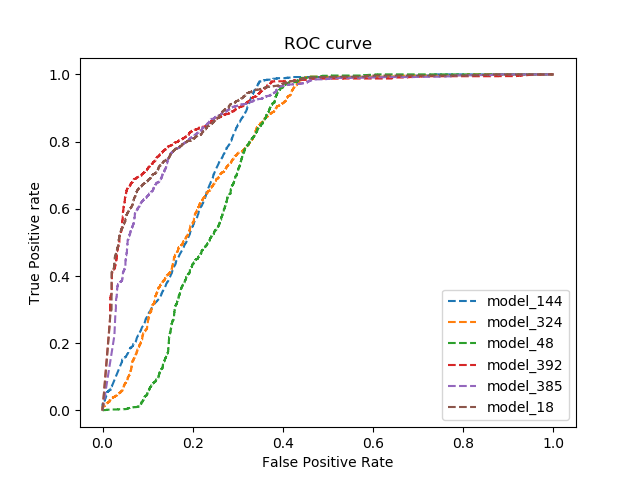 ROC curve
True Positive rate
1.0
0.8
0.6
0.4
0.2
0.0
model_144
model_324
model_48
model_392
model_385
model_18
0.0 0.2 0.4 0.6 0.8 1.0
False Positive Rate